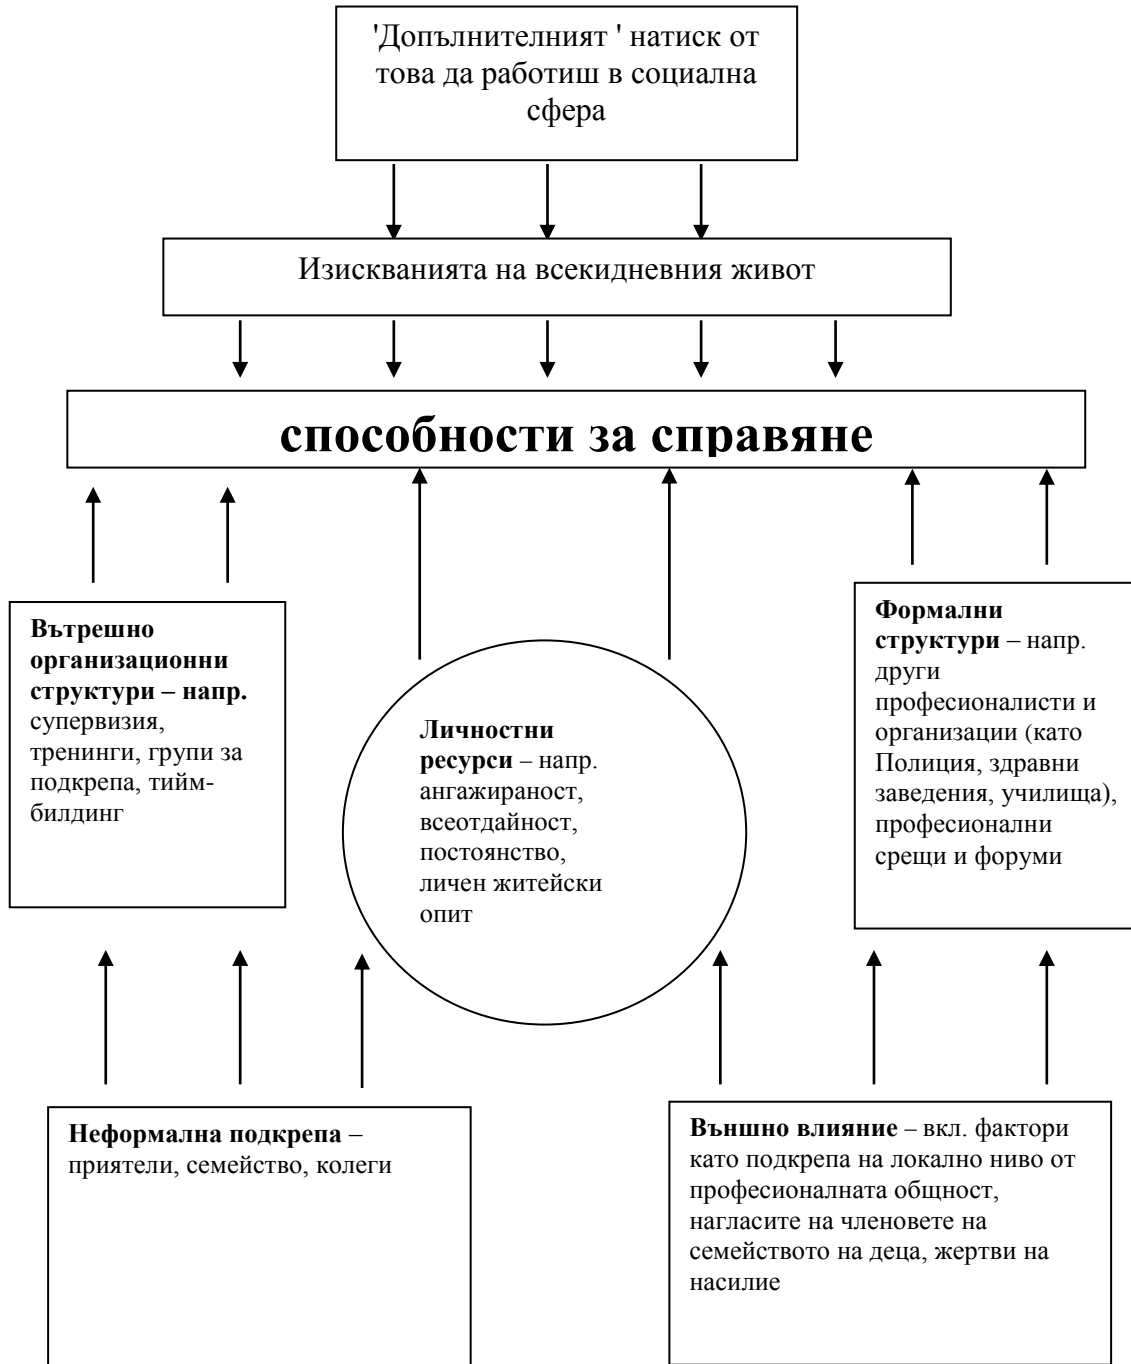 'Допълнителният ' натиск от
това да работиш в социална
сфера
Изискванията на всекидневния живот
способности за справяне
Вътрешно
организационни
структури – напр.
супервизия,
тренинги, групи за
подкрепа, тийм-
билдинг
Личностни
ресурси – напр.
ангажираност,
всеотдайност,
постоянство,
личен житейски
опит
Формални
структури – напр.
други
професионалисти и
организации (като
Полиция, здравни
заведения, училища),
професионални
срещи и форуми
Неформална подкрепа –
приятели, семейство, колеги
Външно влияние – вкл. фактори
като подкрепа на локално ниво от
професионалната общност,
нагласите на членовете на
семейството на деца, жертви на
насилие